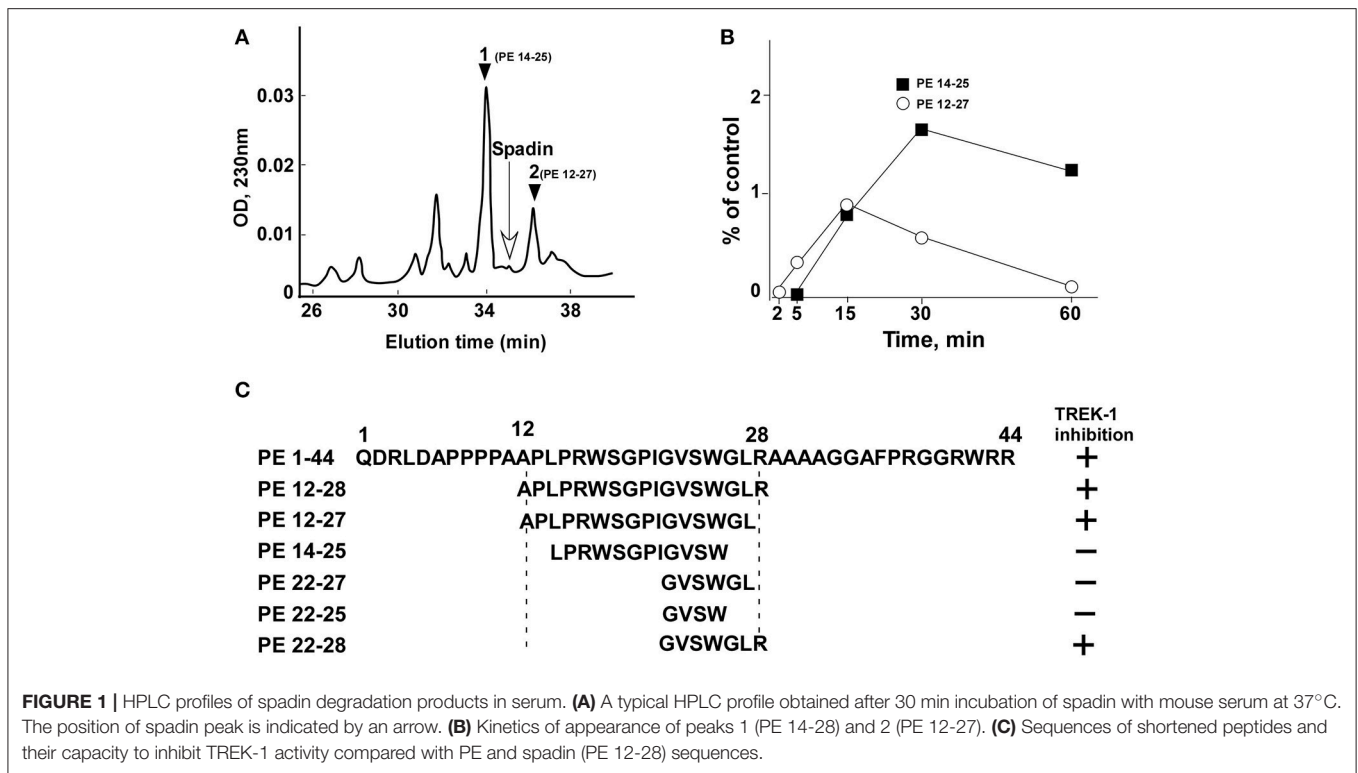 A
1 (PE 14-25)
0.03
0.02
0.01
0
OD, 230nm
Spadin
2 (PE 12-27)
26 30 34 38
Elution time (min)
B
PE 14-25
PE 12-27
2
1
0
% of control
2 5 15 30 60
Time, min
C
1 12 28 44 TREK-1
inhibition
PE 1-44 QDRLDAPPPPAAPLPRWSGPIGVSWGLRAAAAGGAFPRGGRWRR +
PE 12-28 APLPRWSGPIGVSWGLR +
PE 12-27 APLPRWSGPIGVSWGL +
PE 14-25 LPRWSGPIGVSW −
PE 22-27 GVSWGL −
PE 22-25 GVSW −
PE 22-28 GVSWGLR +
FIGURE 1 | HPLC profiles of spadin degradation products in serum. (A) A typical HPLC profile obtained after 30 min incubation of spadin with mouse serum at 37°C.
The position of spadin peak is indicated by an arrow. (B) Kinetics of appearance of peaks 1 (PE 14-28) and 2 (PE 12-27). (C) Sequences of shortened peptides and
their capacity to inhibit TREK-1 activity compared with PE and spadin (PE 12-28) sequences.